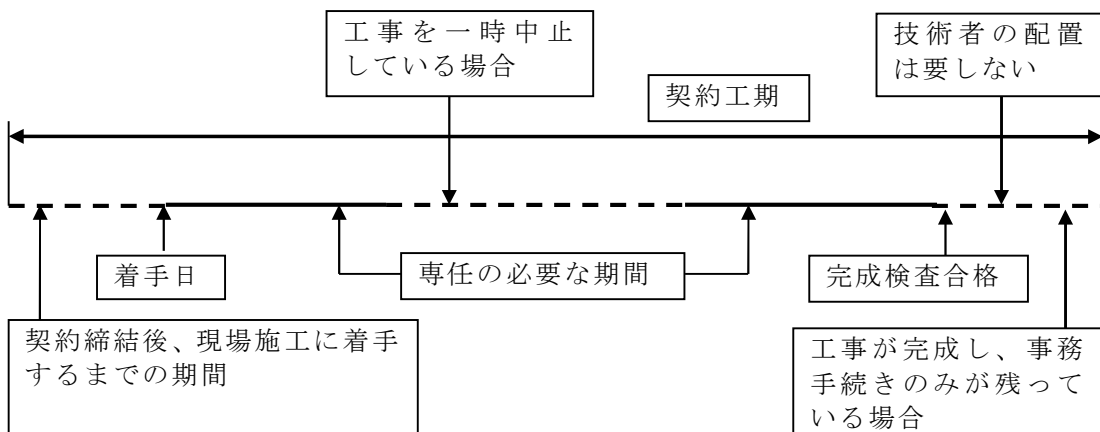 工事を一時中止
している場合
技術者の配置
は要しない
契約工期
着手日
専任の必要な期間
完成検査合格
契約締結後、現場施工に着手
するまでの期間
工事が完成し、事務
手続きのみが残って
いる場合